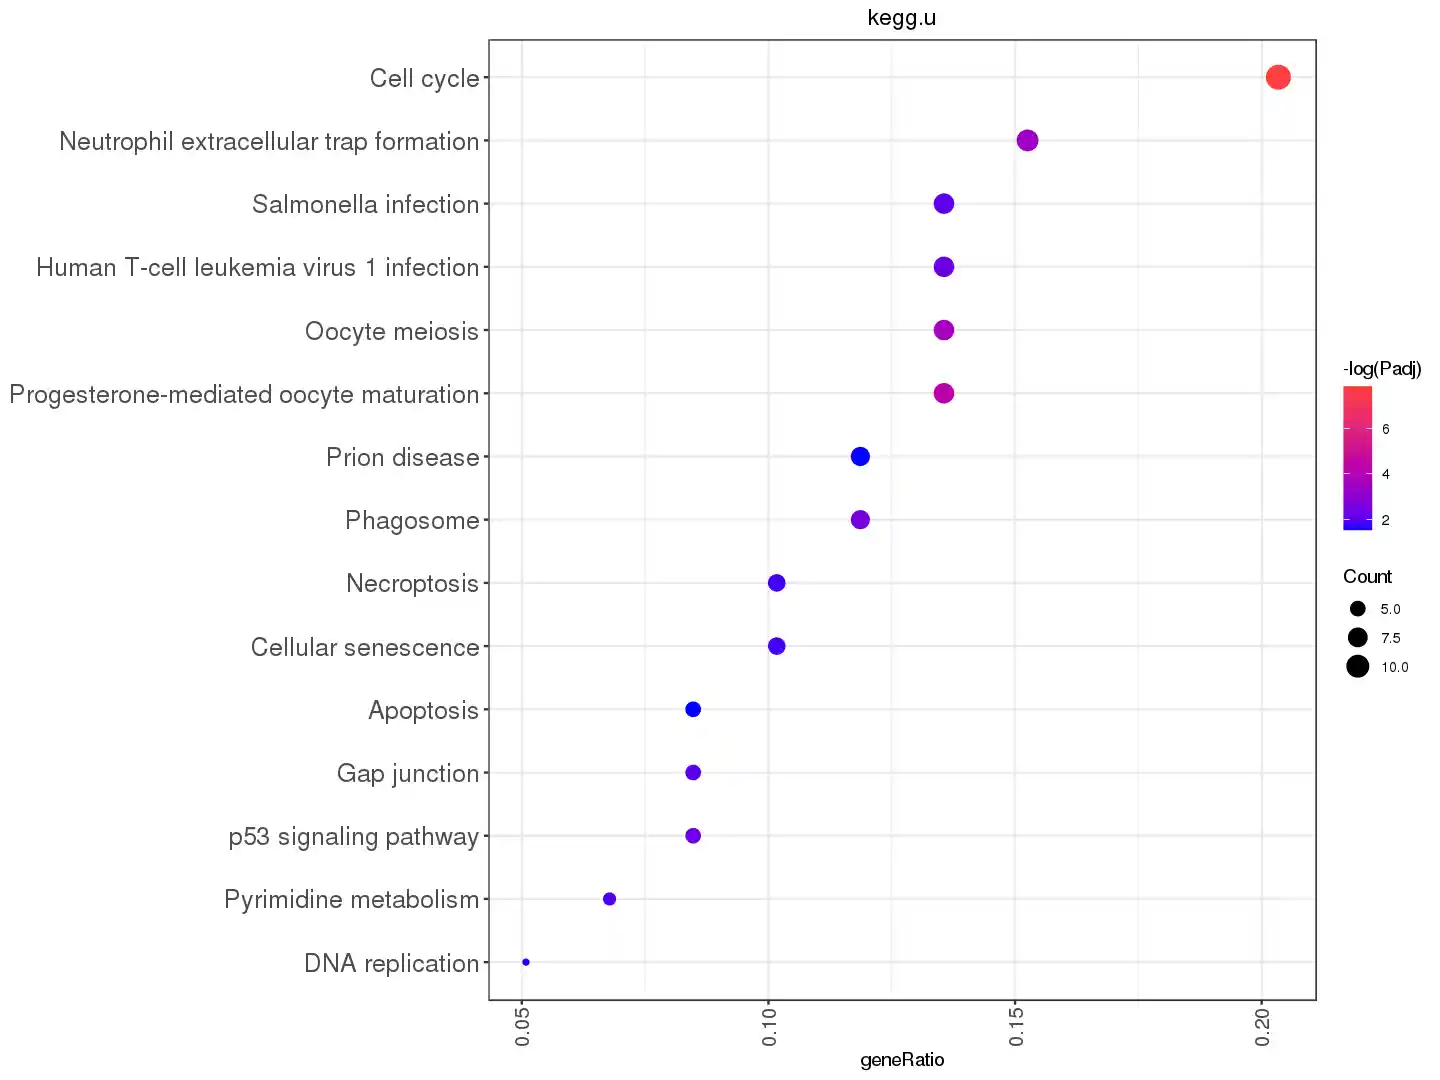 kegg.u
Cell cycle
Neutrophil extracellular trap formation
Salmonella infection
Human T-cell leukemia virus 1 infection
Oocyte meiosis
Progesterone-mediated oocyte maturation
Prion disease
Phagosome
Necroptosis
Cellular senescence
Apoptosis
Gap junction
p53 signaling pathway
Pyrimidine metabolism
DNA replication
0.05
0.10
0.15
0.20
geneRatio
-log(Padj)
6
4
2
Count
5.0
7.5
10.0